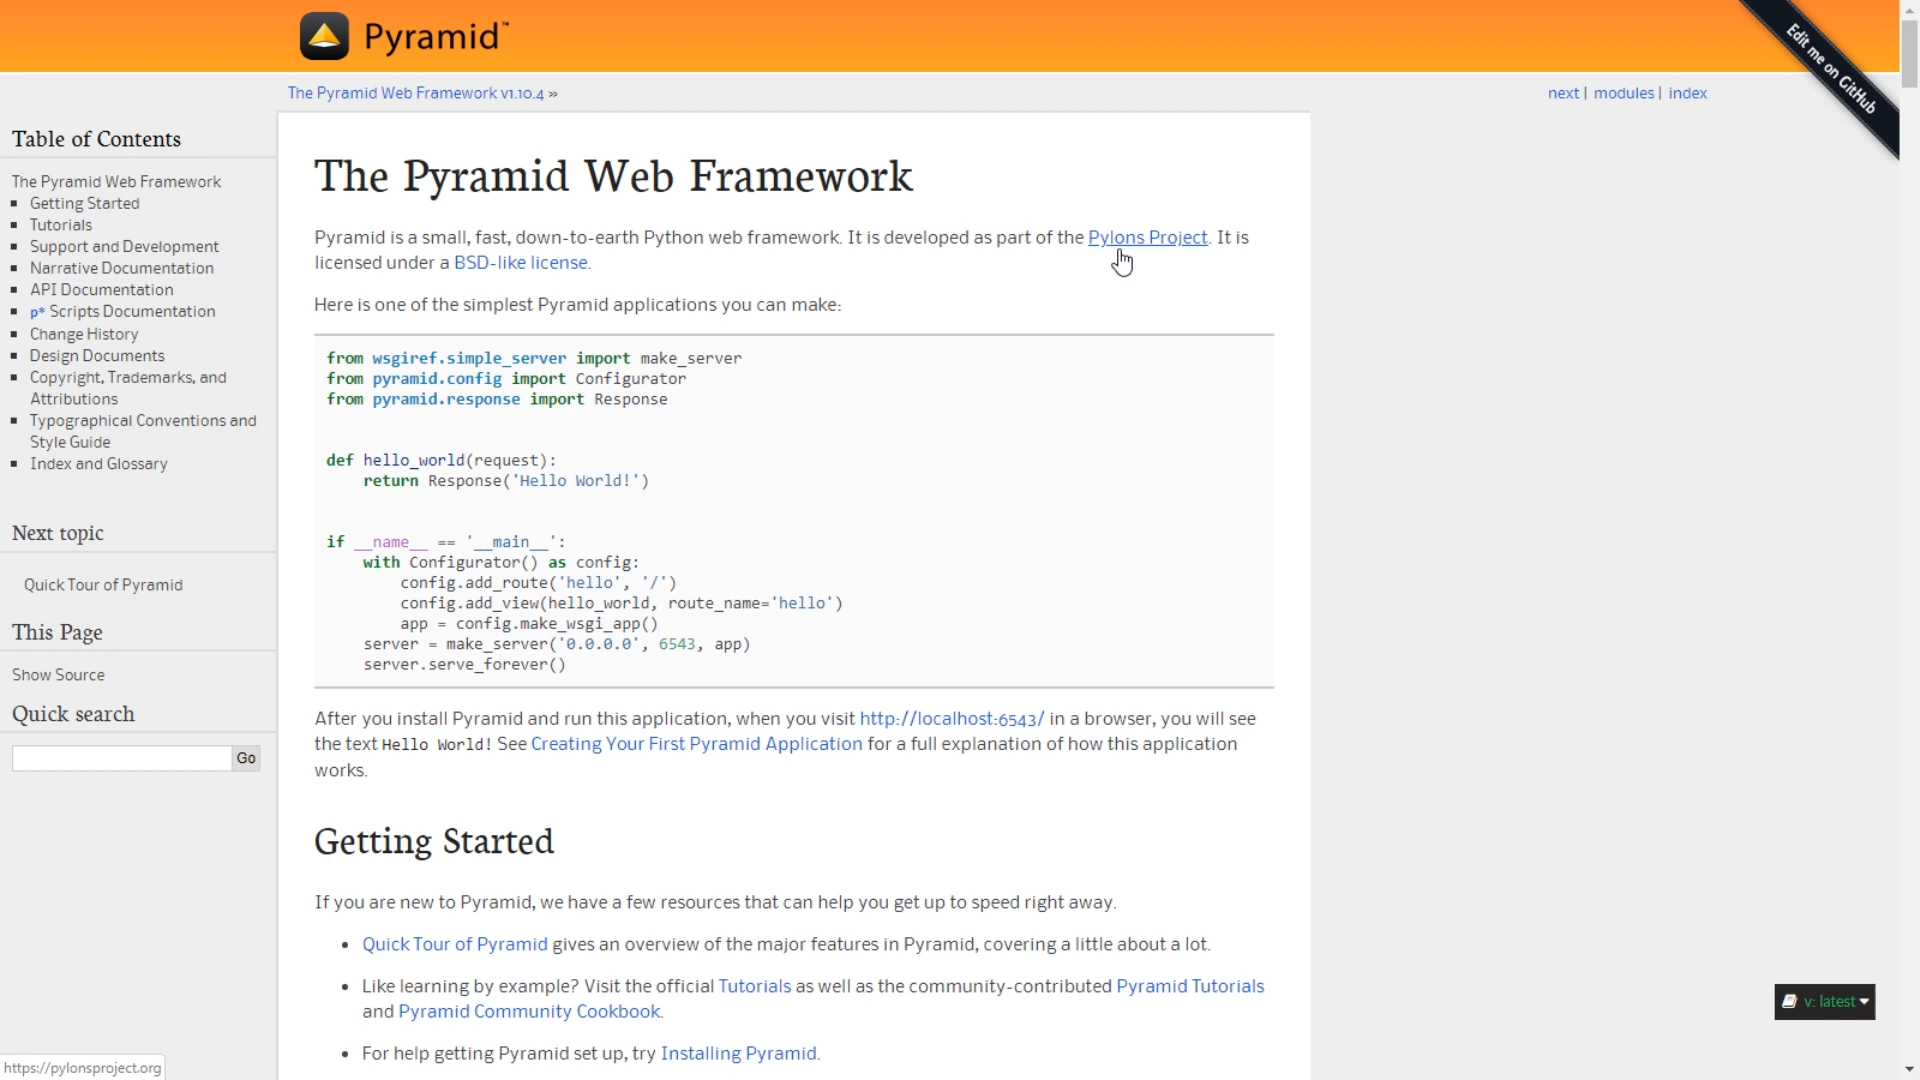 Pyramid™
Edit me on GitHub
The Pyramid Web Framework v1.10.4 »
next | modules | index
Table of Contents
The Pyramid Web Framework
Getting Started
Tutorials
Support and Development
Narrative Documentation
API Documentation
p* Scripts Documentation
Change History
Design Documents
Copyright, Trademarks, and
Attributions
Typographical Conventions and
Style Guide
Index and Glossary
Next topic
Quick Tour of Pyramid
This Page
Show Source
Quick search
Go
The Pyramid Web Framework
Pyramid is a small, fast, down-to-earth Python web framework. It is developed as part of the Pylons Project. It is
licensed under a BSD-like license.
Here is one of the simplest Pyramid applications you can make:
from wsgiref.simple_server import make_server
from pyramid.config import Configurator
from pyramid.response import Response
def hello_world(request):
    return Response('Hello World!')
if __name__ == '__main__':
    with Configurator() as config:
        config.add_route('hello', '/')
        config.add_view(hello_world, route_name='hello')
        app = config.make_wsgi_app()
    server = make_server('0.0.0.0', 6543, app)
    server.serve_forever()
After you install Pyramid and run this application, when you visit http://localhost:6543/ in a browser, you will see
the text Hello World! See Creating Your First Pyramid Application for a full explanation of how this application
works.
Getting Started
If you are new to Pyramid, we have a few resources that can help you get up to speed right away.
• Quick Tour of Pyramid gives an overview of the major features in Pyramid, covering a little about a lot.
• Like learning by example? Visit the official Tutorials as well as the community-contributed Pyramid Tutorials
and Pyramid Community Cookbook.
• For help getting Pyramid set up, try Installing Pyramid.
v: latest
https://pylonsproject.org